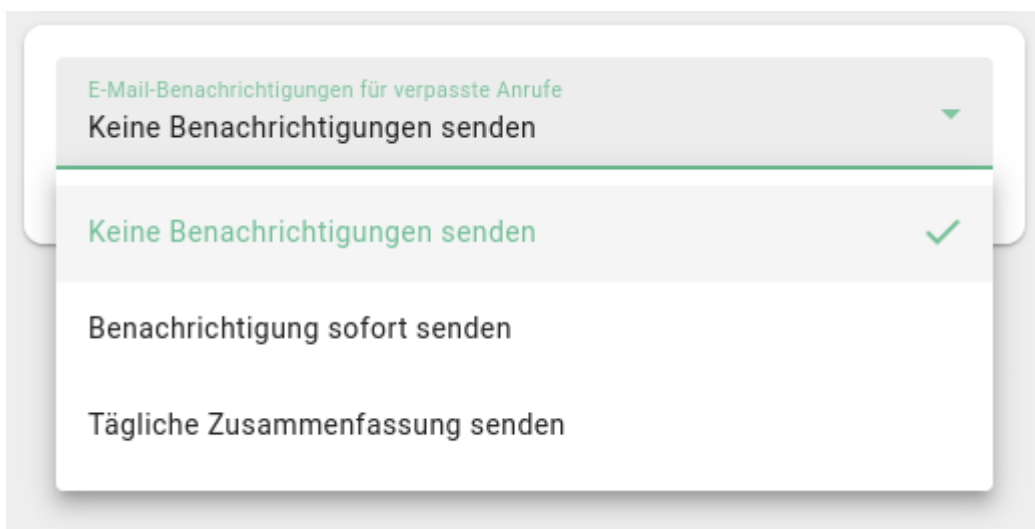 E-Mail-Benachrichtigungen für verpasste Anrufe
Keine Benachrichtigungen senden
Keine Benachrichtigungen senden
Benachrichtigung sofort senden
Tägliche Zusammenfassung senden